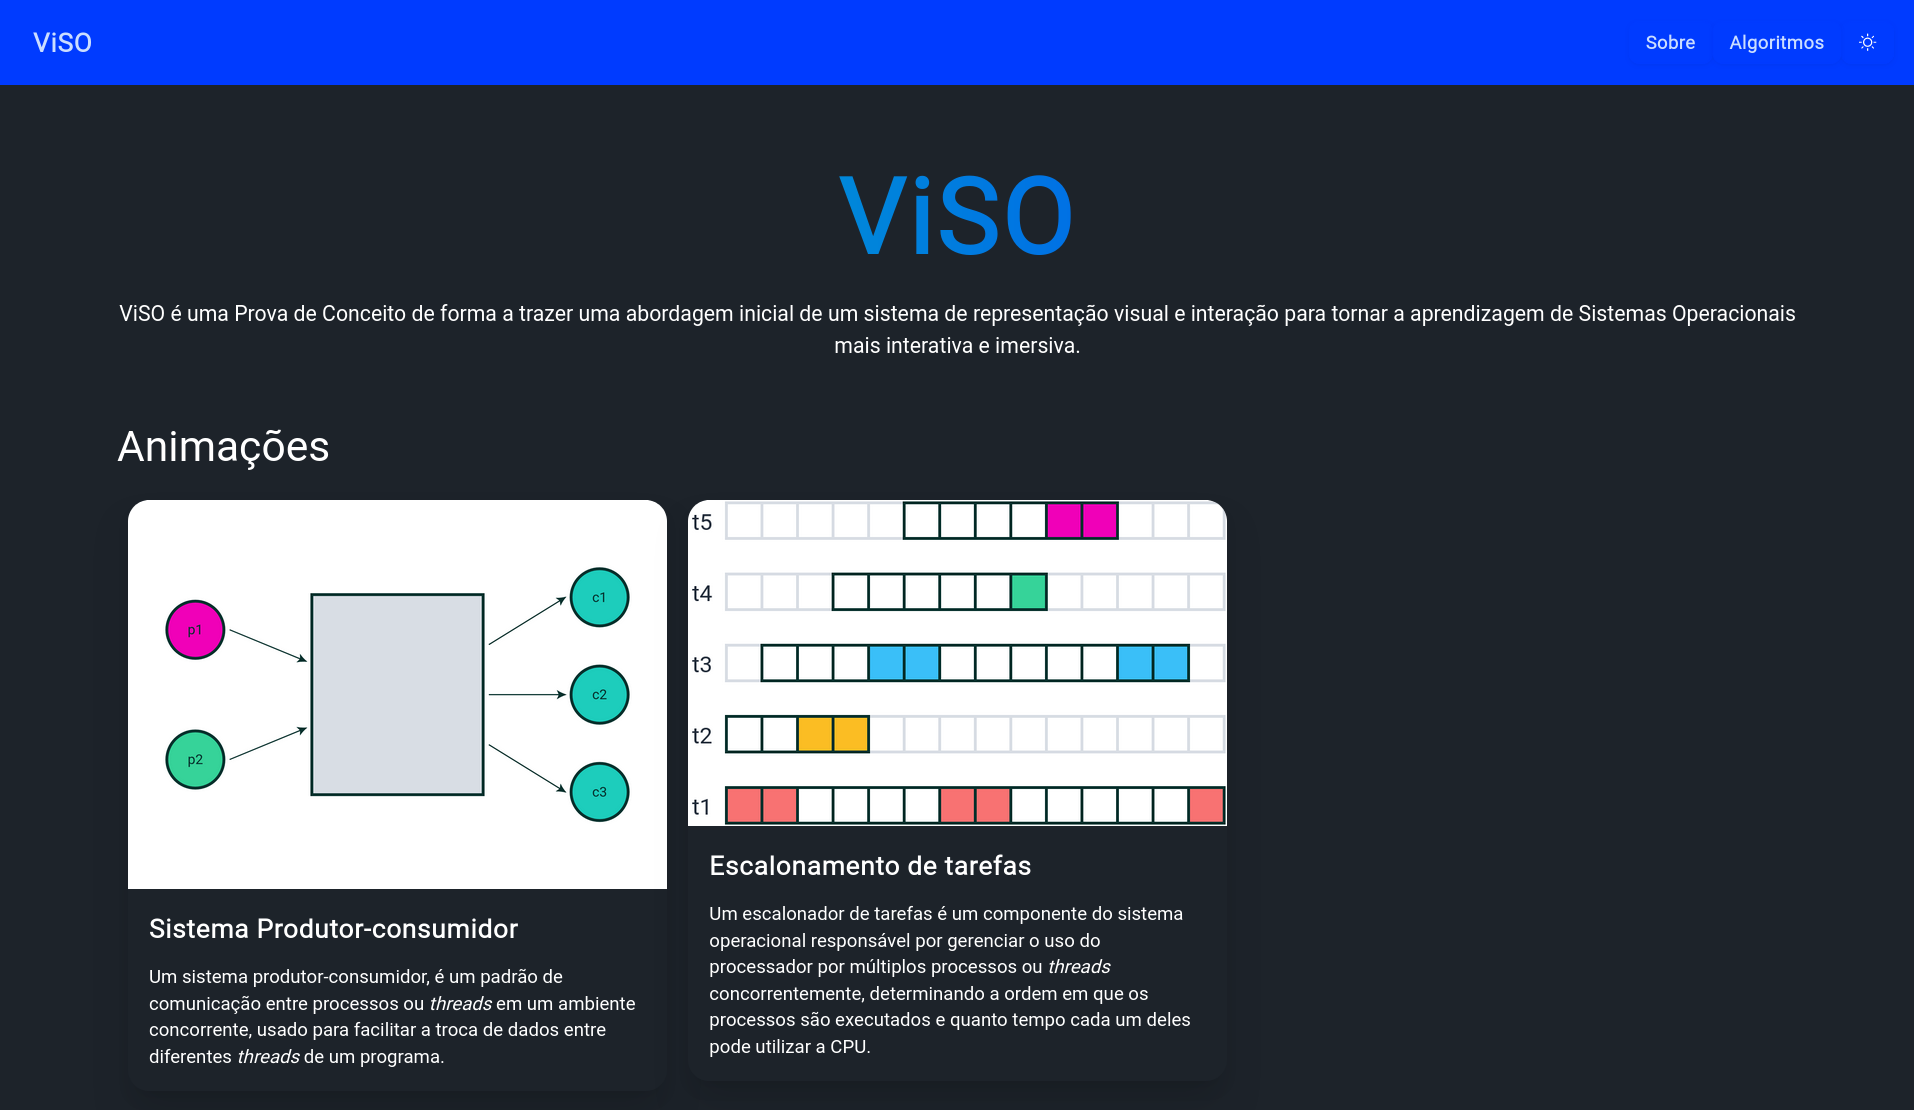 ViSO
Sobre
Algoritmos
ViSO
ViSO é uma Prova de Conceito de forma a trazer uma abordagem inicial de um sistema de representação visual e interação para tornar a aprendizagem de Sistemas Operacionais
mais interativa e imersiva.
Animações
p1
p2
c1
c2
c3
Sistema Produtor-consumidor
Um sistema produtor-consumidor, é um padrão de
comunicação entre processos ou threads em um ambiente
concorrente, usado para facilitar a troca de dados entre
diferentes threads de um programa.
t5
t4
t3
t2
t1
Escalonamento de tarefas
Um escalonador de tarefas é um componente do sistema
operacional responsável por gerenciar o uso do
processador por múltiplos processos ou threads
concorrentemente, determinando a ordem em que os
processos são executados e quanto tempo cada um deles
pode utilizar a CPU.